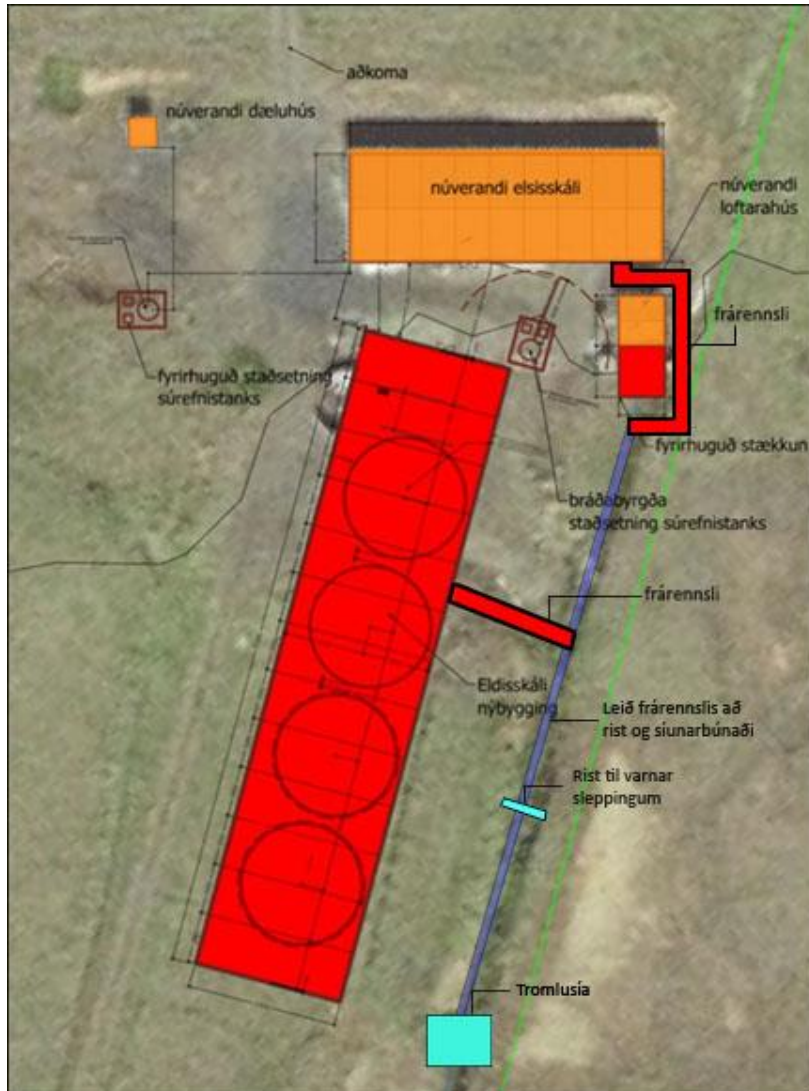 aðkoma
núverandi dæluhús
núverandi elsisskáli
núverandi
loftarahús
frárennsli
fyrirhuguð staðsetning
súrefnistanks
fyrirhuguð stækkun
bráðabyrgða
staðsetning súrefnistanks
frárennsli
Eldisskáli
nýbygging
Leið frárennslis að
rist og síunarbúnaði
Rist til varnar
sleppingum
Tromlusía